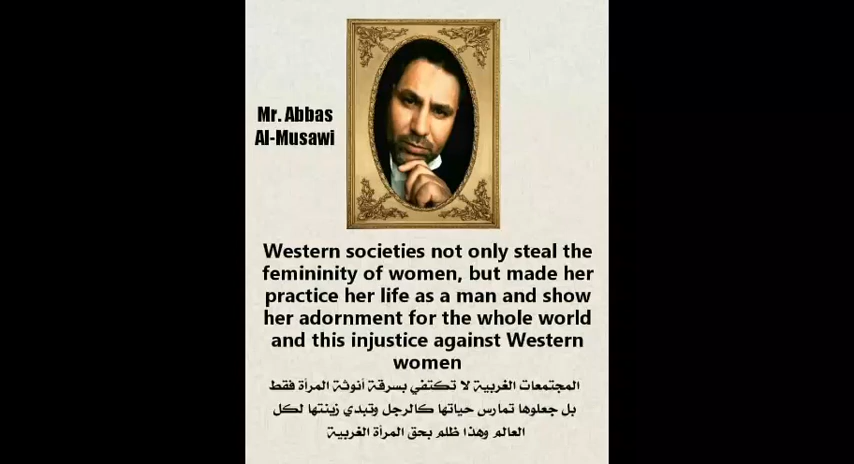 Mr. Abbas
Al-Musawi
Western societies not only steal the
femininity of women, but made her
practice her life as a man and show
her adornment for the whole world
and this injustice against Western
women
المجتمعات الغربية لا تكتفي بسرقة أنوثة المرأة فقط
بل جعلوها تمارس حياتها كالرجل وتبدي زينتها لكل
العالم وهذا ظلم بحق المرأة الغربية